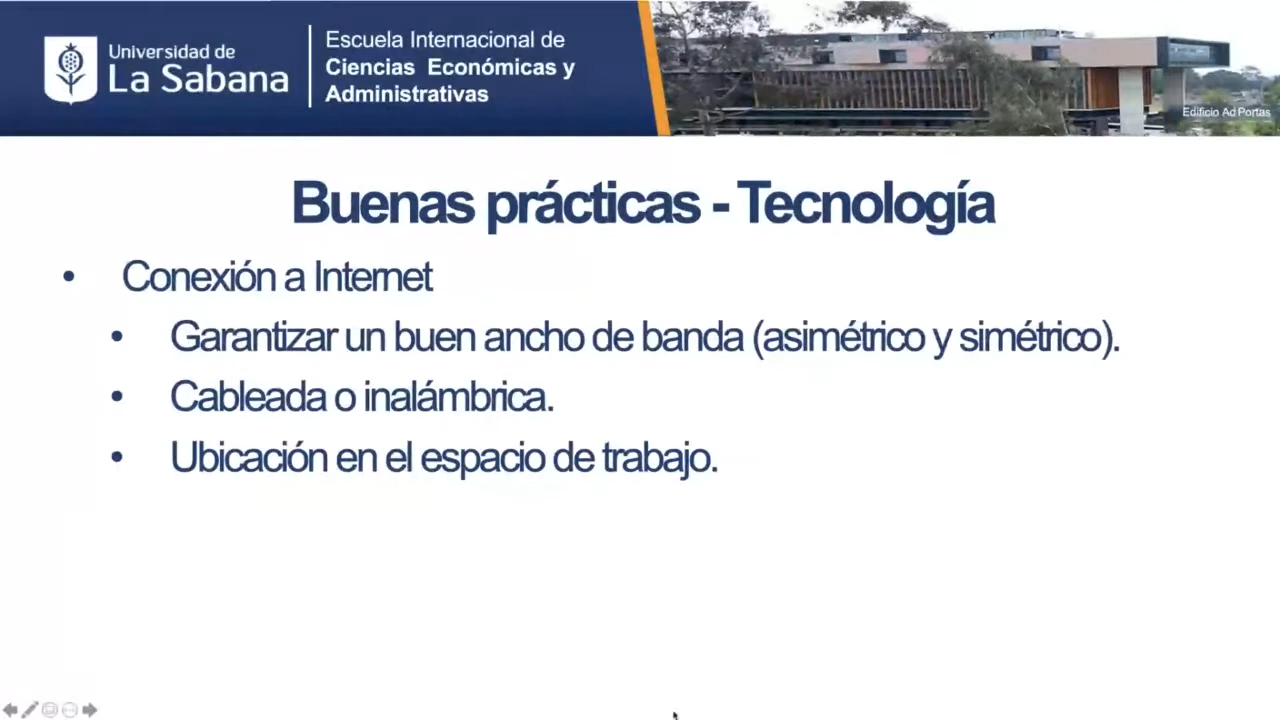 Universidad de
La Sabana
Escuela Internacional de
Ciencias Económicas y
Administrativas
Edificio Ad Portas
Buenas prácticas - Tecnología
• Conexión a Internet
• Garantizar un buen ancho de banda (asimétrico y simétrico).
• Cableada o inalámbrica.
• Ubicación en el espacio de trabajo.